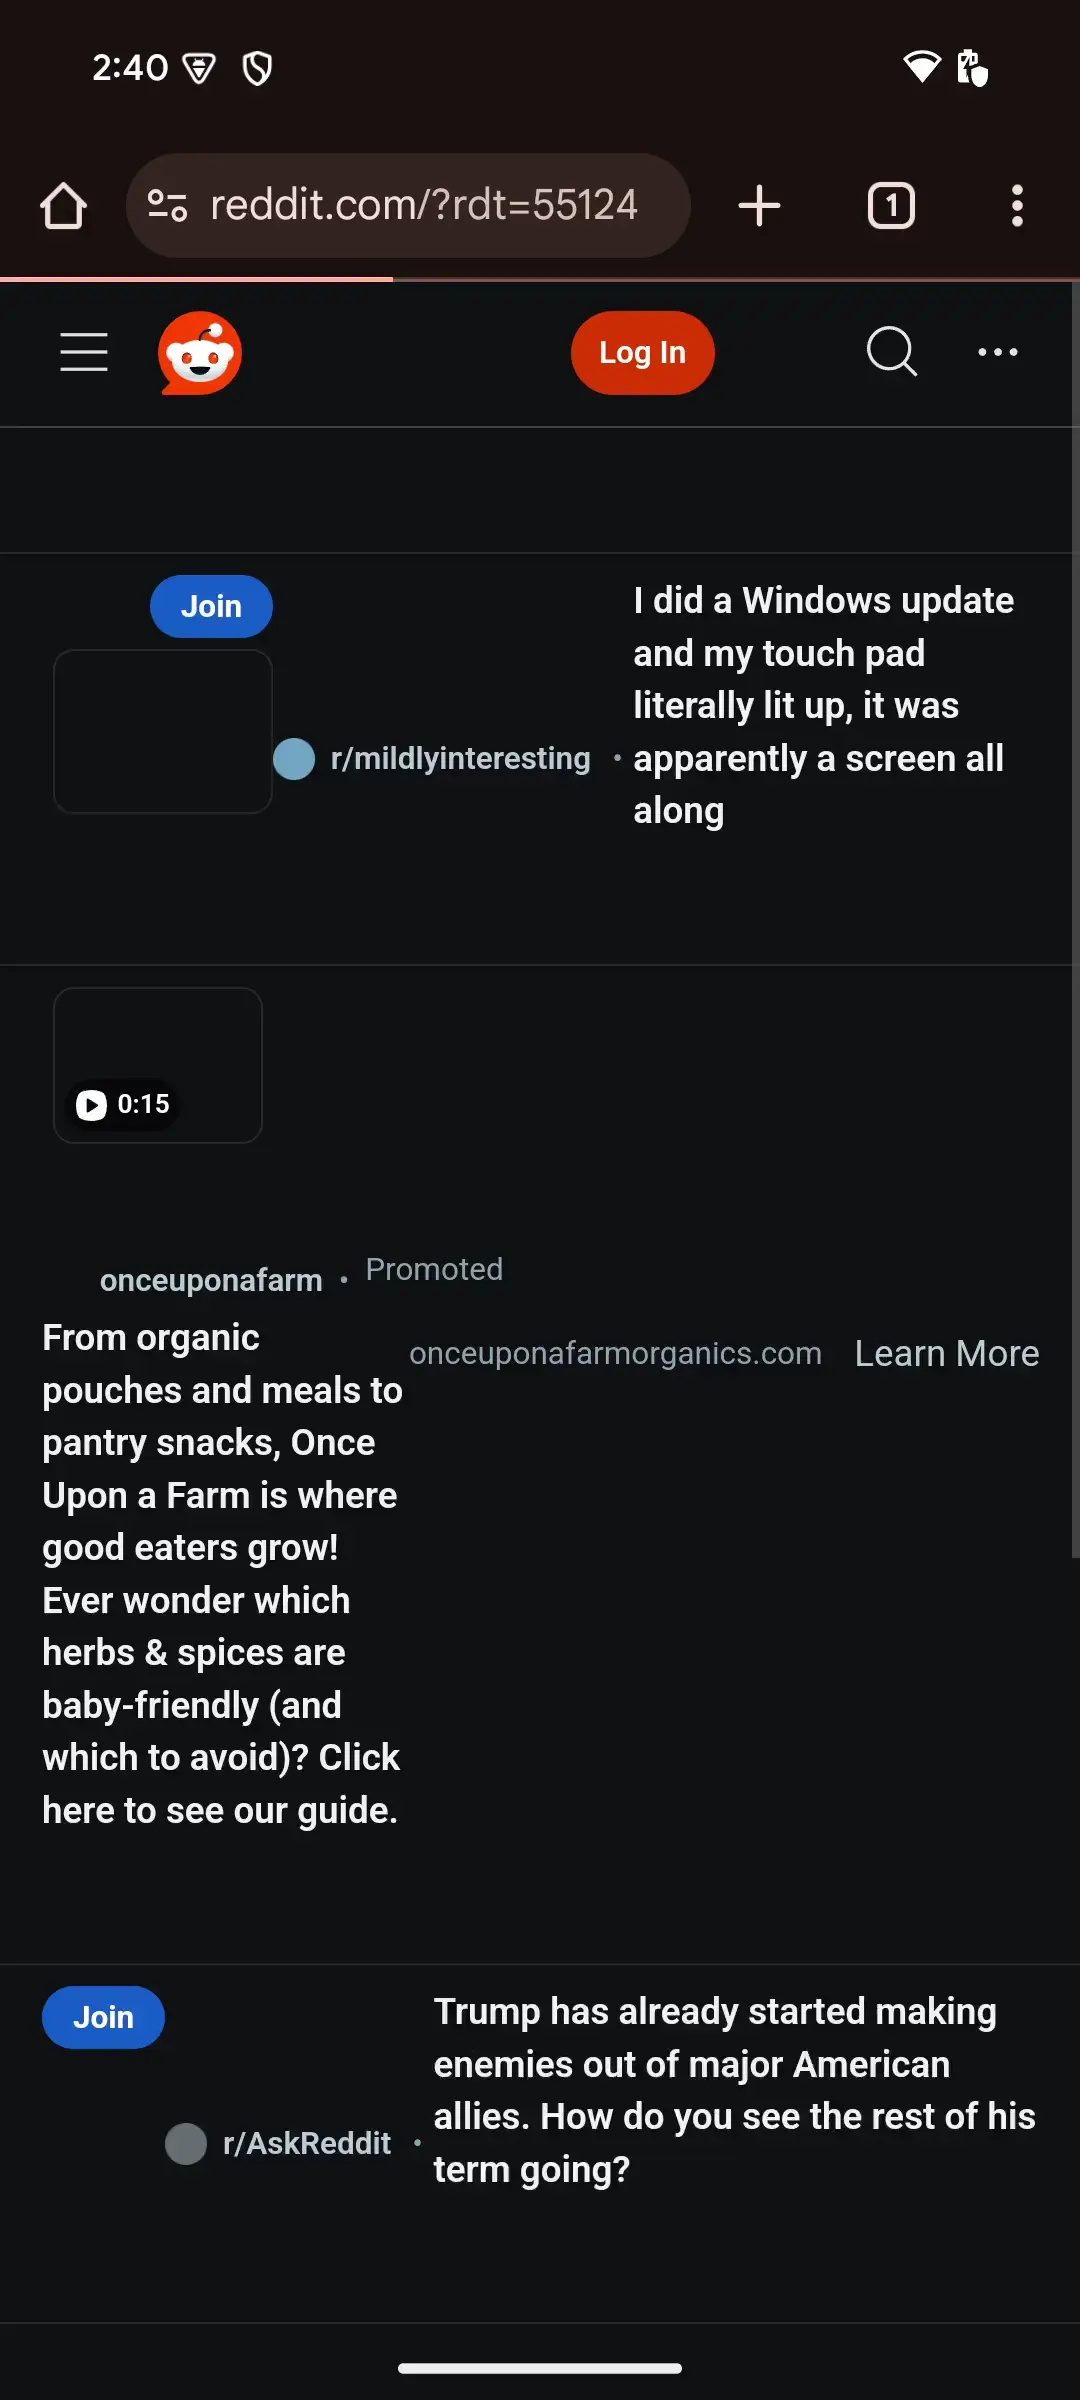 2:40
reddit.com/?rdt=55124
1
Log In
Join
r/mildlyinteresting •
I did a Windows update
and my touch pad
literally lit up, it was
apparently a screen all
along
0:15
onceuponafarm • Promoted
From organic
pouches and meals to
pantry snacks, Once
Upon a Farm is where
good eaters grow!
Ever wonder which
herbs & spices are
baby-friendly (and
which to avoid)? Click
here to see our guide.
onceuponafarmorganics.com
Learn More
Join
r/AskReddit •
Trump has already started making
enemies out of major American
allies. How do you see the rest of his
term going?